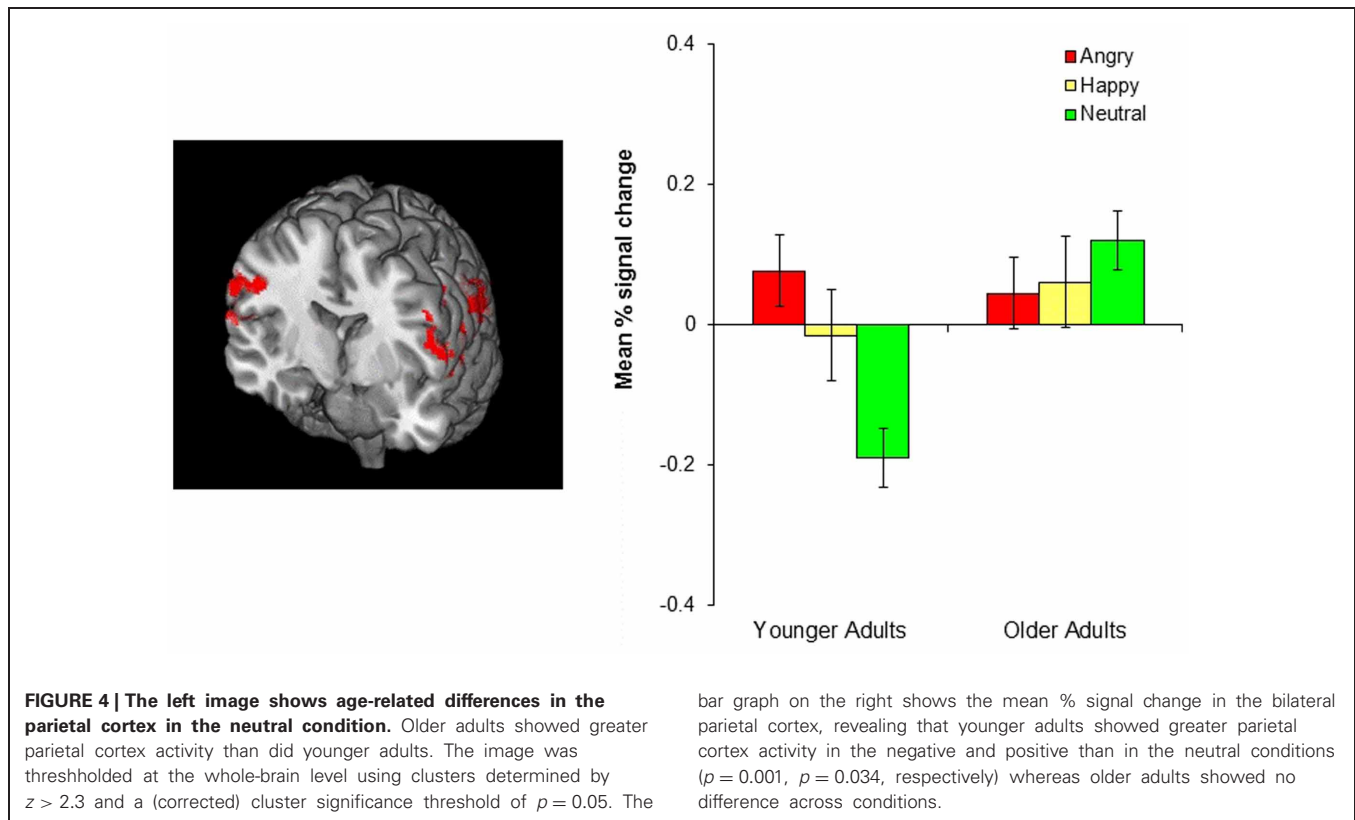 0.4
Angry
Happy
Neutral
0.2
Mean % signal change
0
-0.2
-0.4
Younger Adults
Older Adults
FIGURE 4 | The left image shows age-related differences in the
parietal cortex in the neutral condition. Older adults showed greater
parietal cortex activity than did younger adults. The image was
threshholded at the whole-brain level using clusters determined by
z > 2.3 and a (corrected) cluster significance threshold of p = 0.05. The
bar graph on the right shows the mean % signal change in the bilateral
parietal cortex, revealing that younger adults showed greater parietal
cortex activity in the negative and positive than in the neutral conditions
(p = 0.001, p = 0.034, respectively) whereas older adults showed no
difference across conditions.